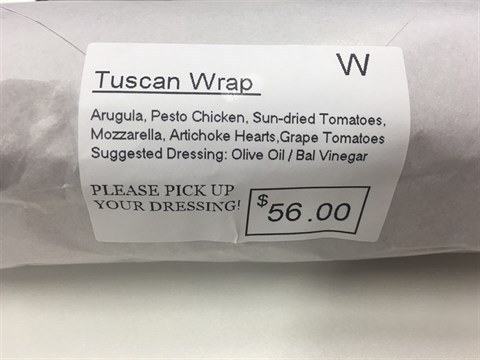 W
Tuscan Wrap
Arugula, Pesto Chicken, Sun-dried Tomatoes,
Mozzarella, Artichoke Hearts,Grape Tomatoes
Suggested Dressing: Olive Oil / Bal Vinegar
PLEASE PICK UP
YOUR DRESSING!
$56.00